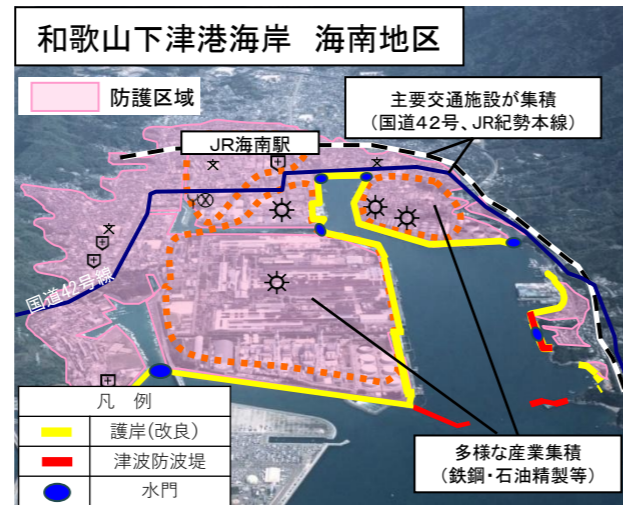 和歌山下津港海岸　海南地区
防護区域
主要交通施設が集積
（国道４２号、ＪＲ紀勢本線）
ＪＲ海南駅
国道42号線
凡　例
護岸(改良)
津波防波堤
水門
多様な産業集積
（鉄鋼・石油精製等）